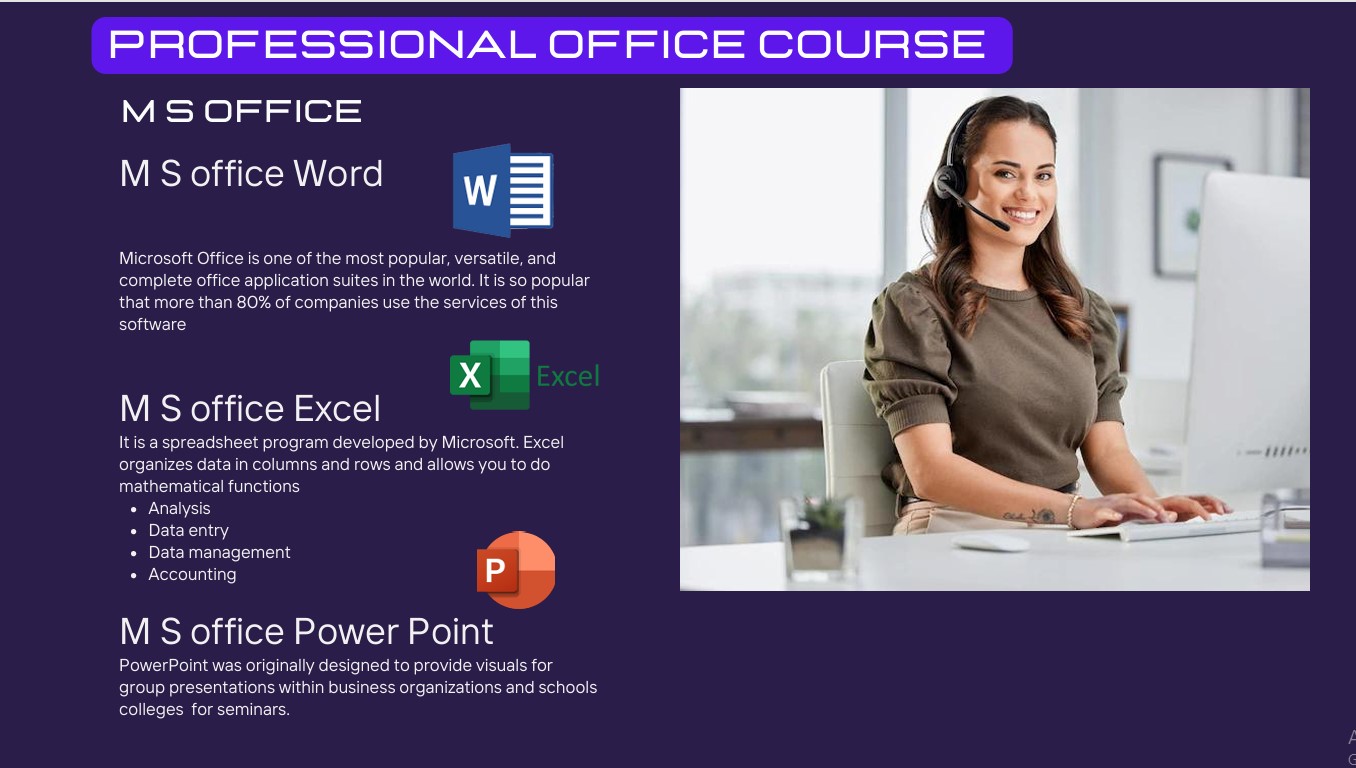 PROFESSIONAL OFFICE COURSE
M S OFFICE
M S office Word
W
Microsoft Office is one of the most popular, versatile, and
complete office application suites in the world. It is so popular
that more than 80% of companies use the services of this
software
X Excel
M S office Excel
It is a spreadsheet program developed by Microsoft. Excel
organizes data in columns and rows and allows you to do
mathematical functions
• Analysis
• Data entry
• Data management
• Accounting
P
M S office Power Point
PowerPoint was originally designed to provide visuals for
group presentations within business organizations and schools
colleges  for seminars.